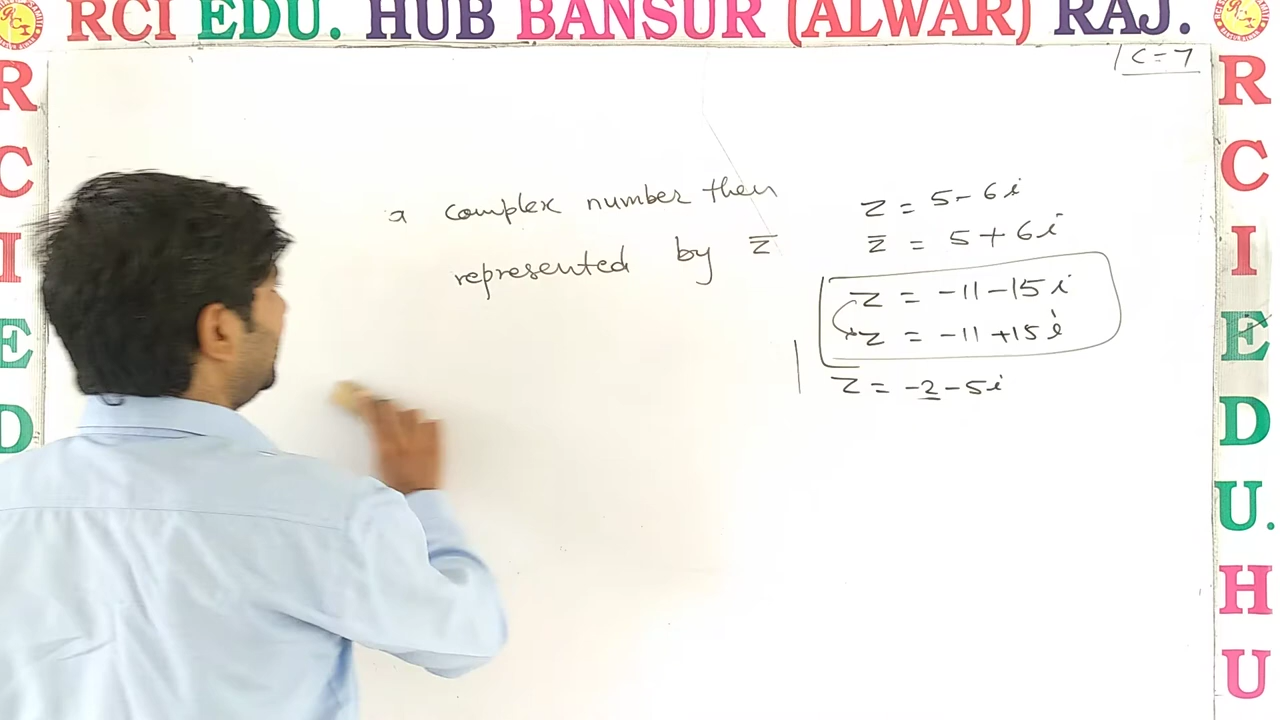 RCI EDU. HUB BANSUR (ALWAR) RAJ.
R
C
I
E
D
R
C
I
E
D
U.
H
U
C = 7
a complex number then
represented by z̅
z = 5 - 6i
z̅ = 5 + 6i
z = -11 - 15i
z = -11 + 15i
z = -2 - 5i